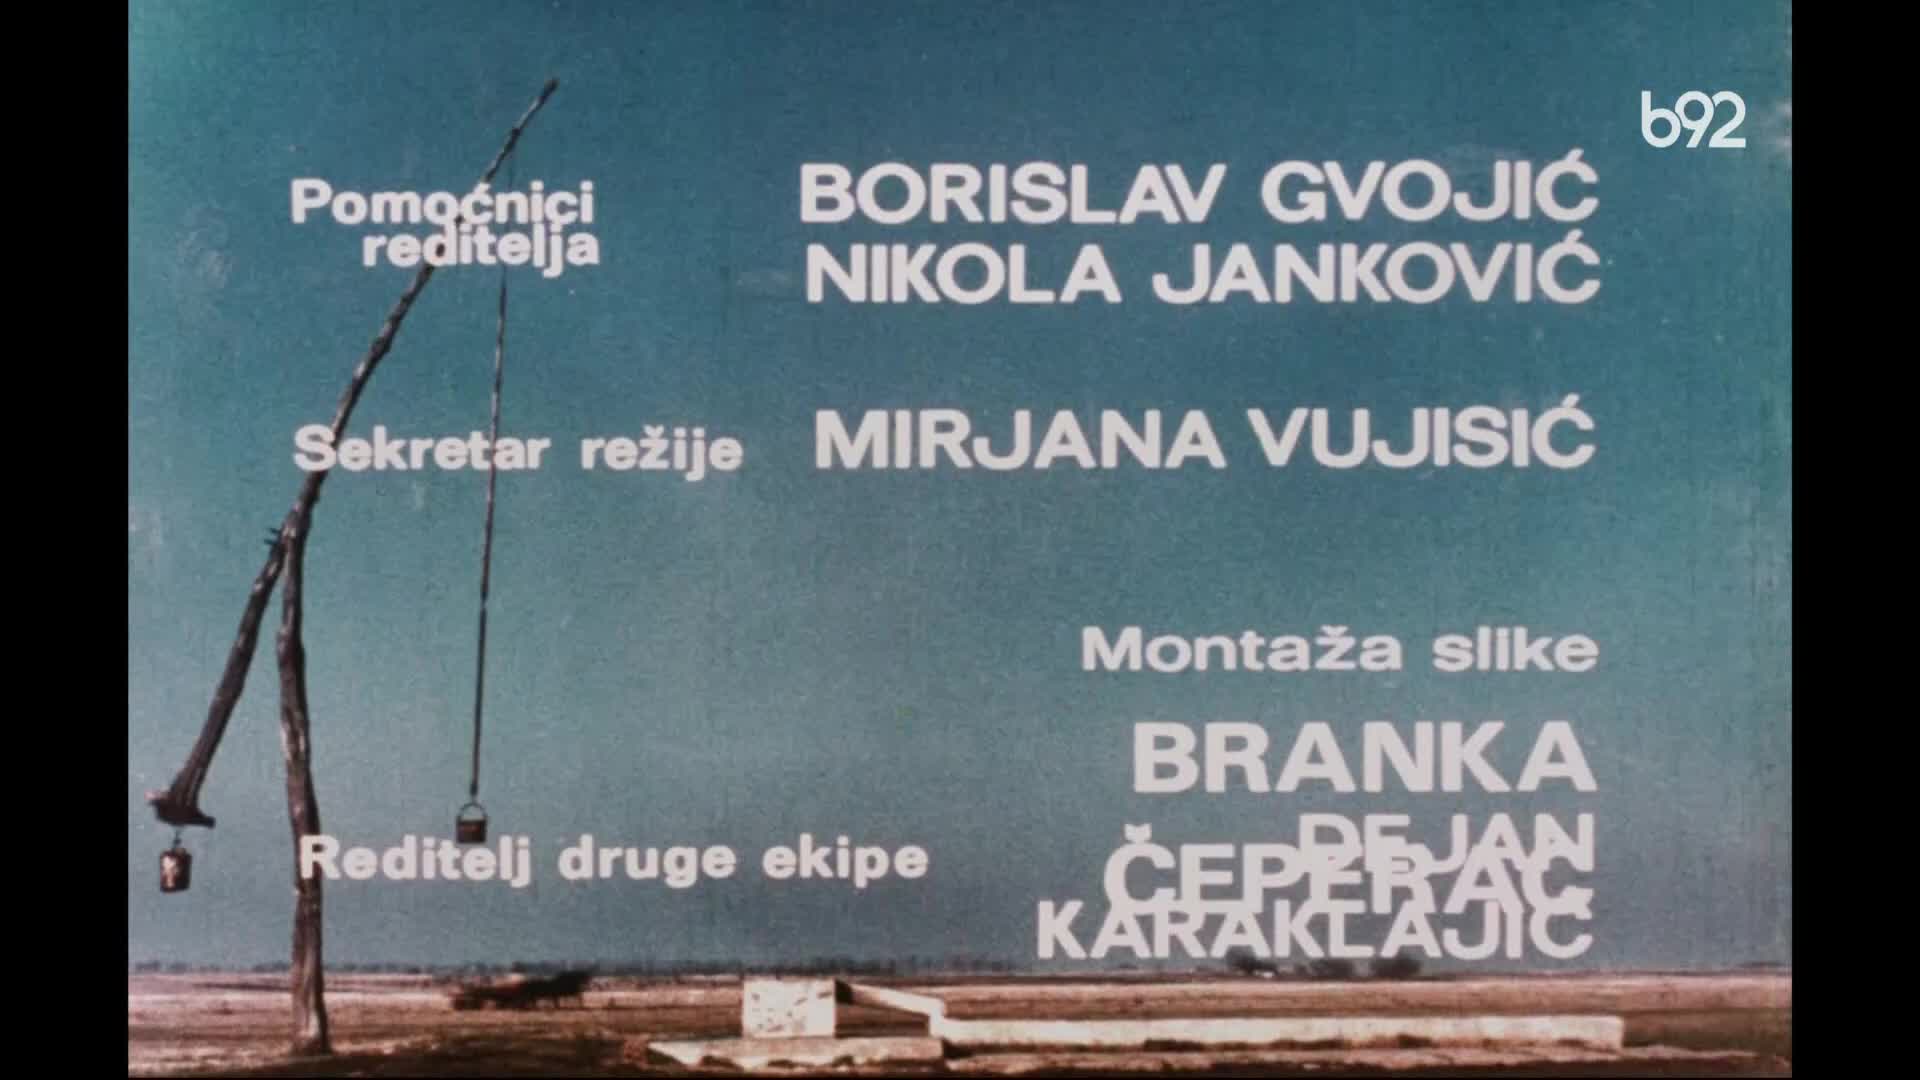 b92
Pomoćnici
reditelja
BORISLAV GVOJIĆ
NIKOLA JANKOVIĆ
Sekretar režije
MIRJANA VUJISIĆ
Montaža slike
BRANKA
ČEPERAC
Reditelj druge ekipe
DEJAN
KARAKLAJIĆ